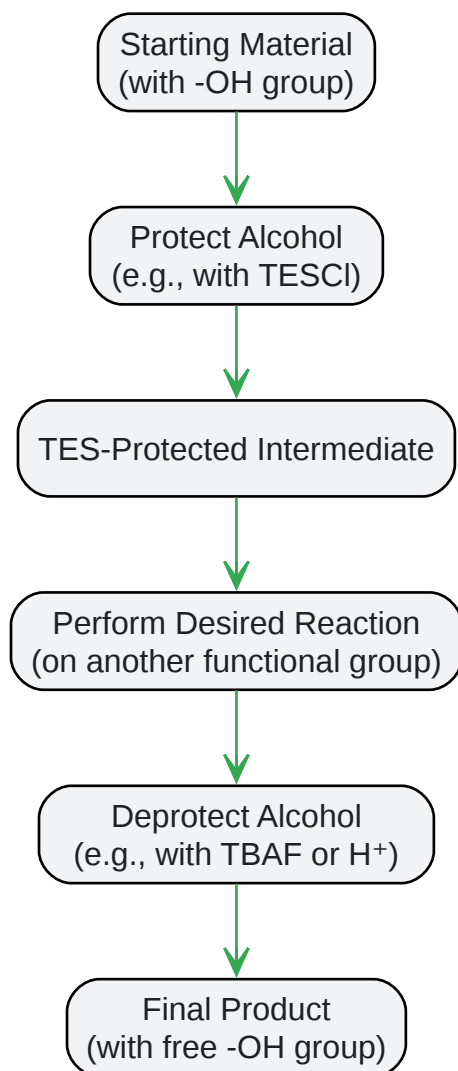 Starting Material
(with -OH group)
Protect Alcohol
(e.g., with TESCl)
TES-Protected Intermediate
Perform Desired Reaction
(on another functional group)
Deprotect Alcohol
(e.g., with TBAF or H⁺)
Final Product
(with free -OH group)